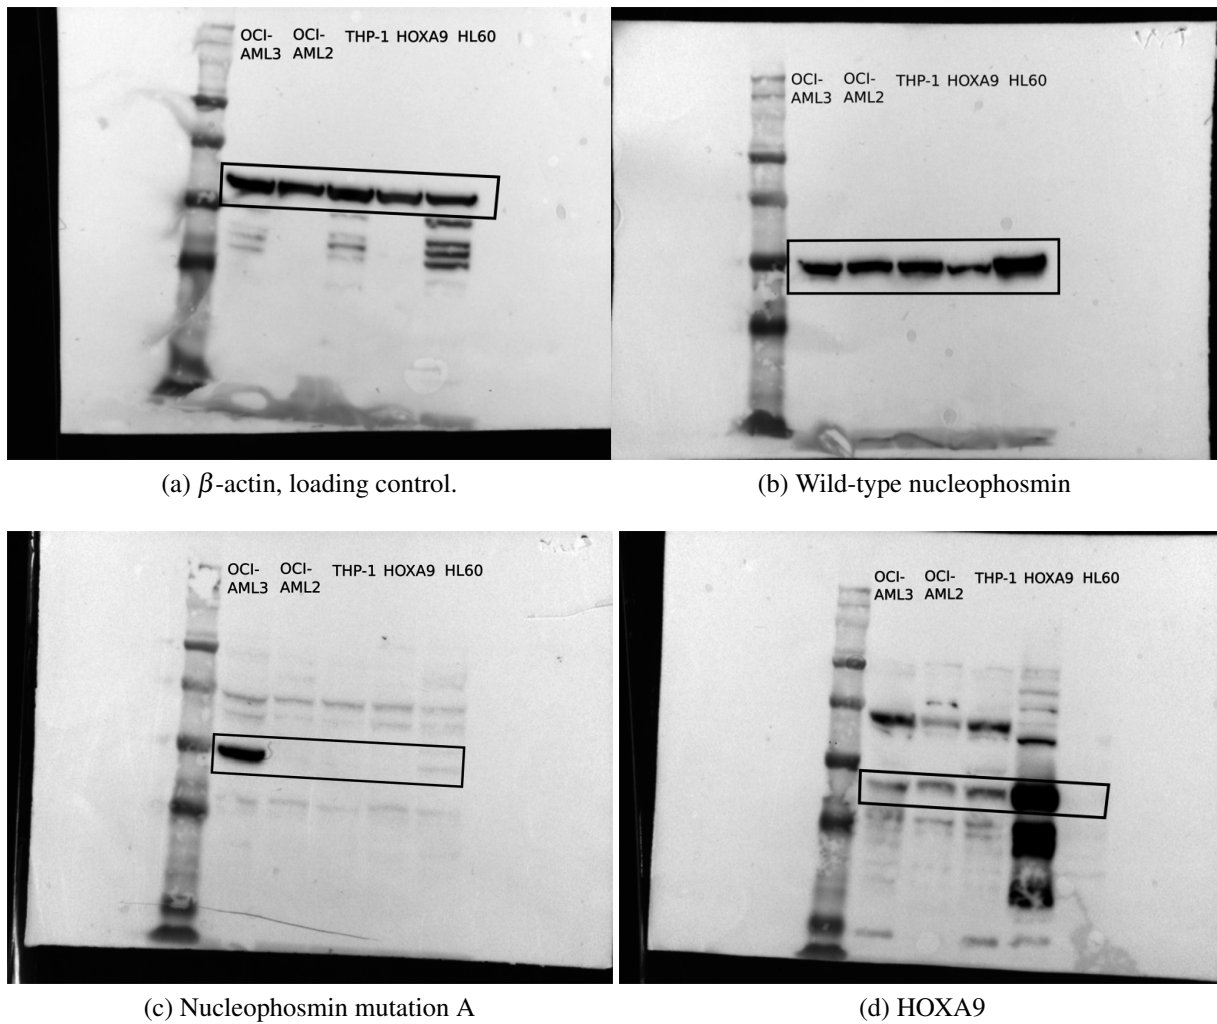 OCI-
AML3
OCI-
AML2
THP-1 HOXA9 HL60
OCI-
AML3
OCI-
AML2
THP-1 HOXA9 HL60
(a) β-actin, loading control.
(b) Wild-type nucleophosmin
OCI-
AML3
OCI-
AML2
THP-1 HOXA9 HL60
OCI-
AML3
OCI-
AML2
THP-1 HOXA9 HL60
(c) Nucleophosmin mutation A
(d) HOXA9